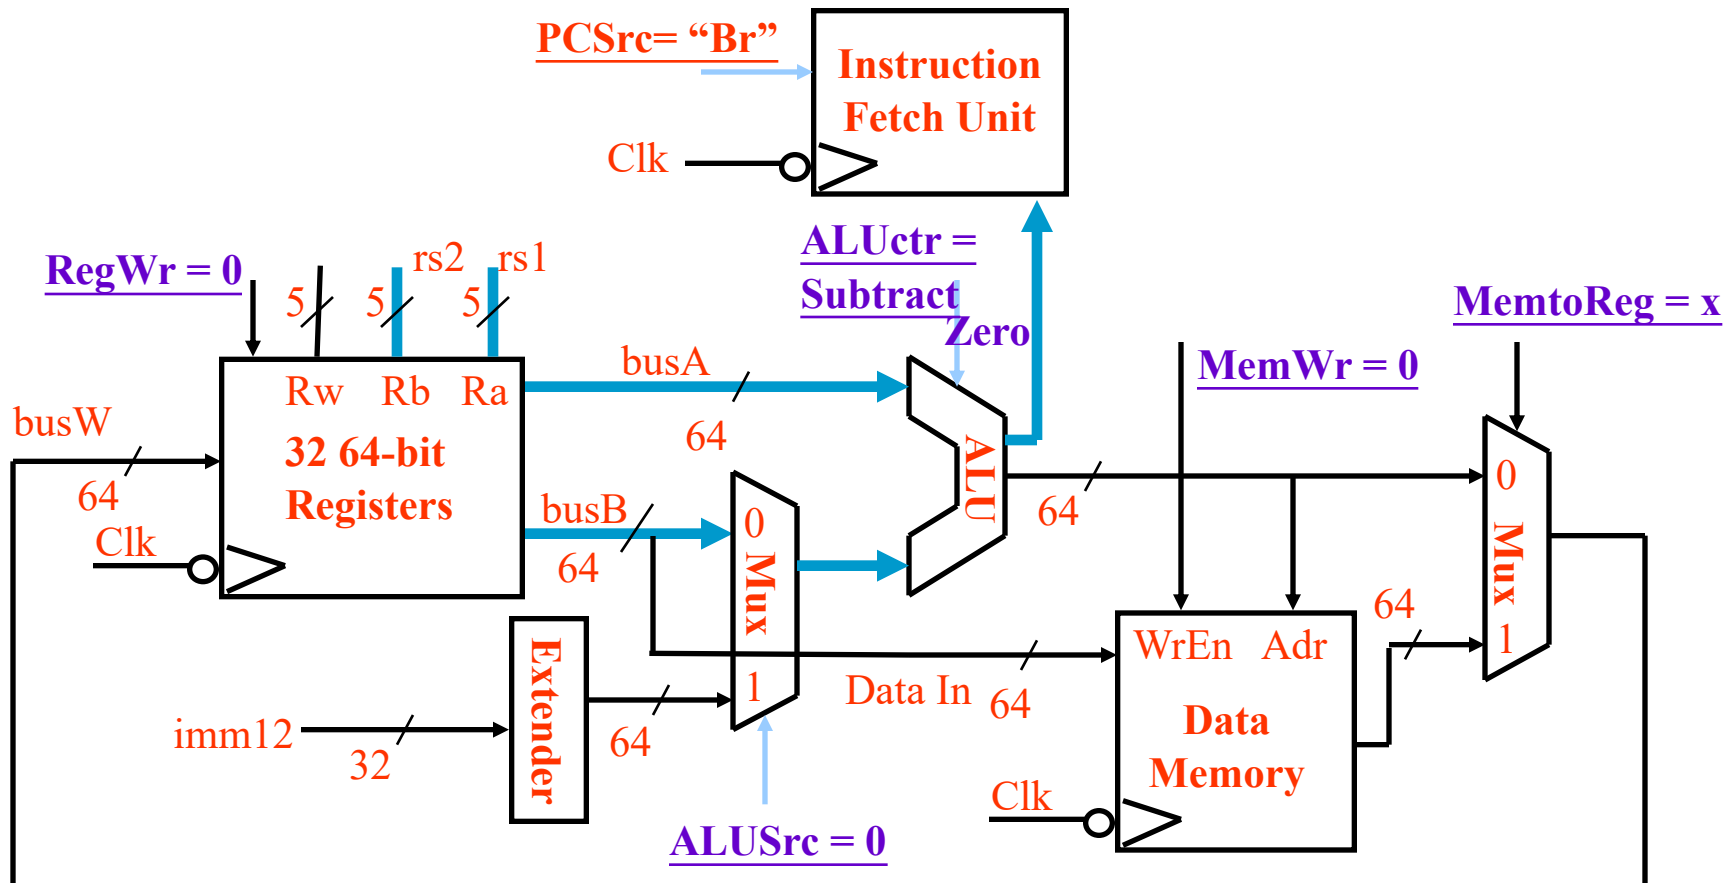 PCSrc= “Br”
Instruction
Fetch Unit
Clk
RegWr = 0
5
5
rs2
5
rs1
ALUctr =
Subtract
Zero
MemtoReg = x
MemWr = 0
busA
64
Rw
Rb
Ra
busW
64
32 64-bit
Registers
Clk
busB
64
0
Mux
1
ALU
64
0
Mux
1
Extender
imm12
32
64
Data In
64
WrEn
Adr
64
Data
Memory
Clk
ALUSrc = 0